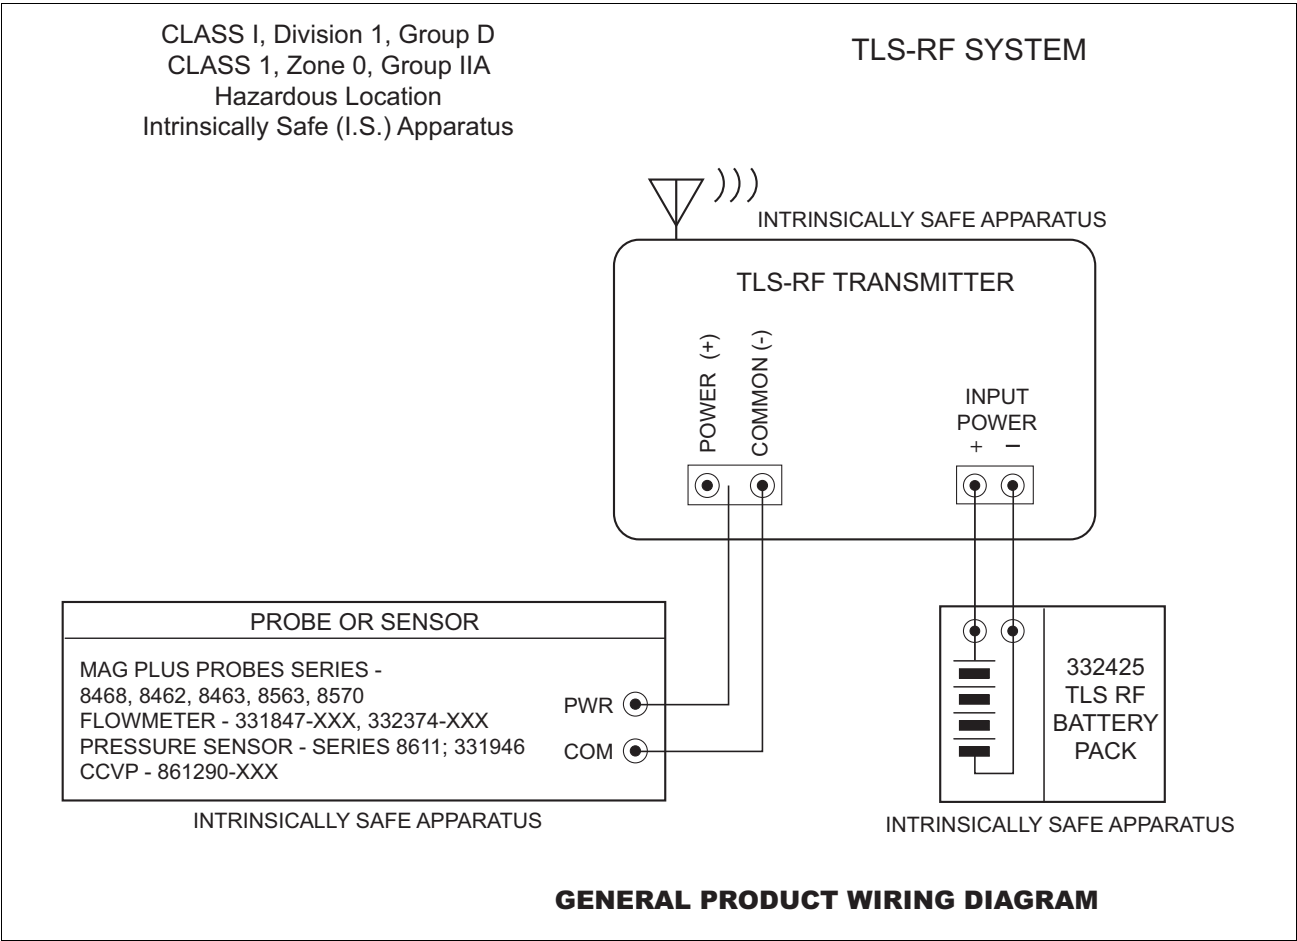 CLASS I, Division 1, Group D
CLASS 1, Zone 0, Group IIA
Hazardous Location
Intrinsically Safe (I.S.) Apparatus
TLS-RF SYSTEM
INTRINSICALLY SAFE APPARATUS
TLS-RF TRANSMITTER
POWER (+)
COMMON (-)
INPUT
POWER
+ −
PROBE OR SENSOR
MAG PLUS PROBES SERIES -
8468, 8462, 8463, 8563, 8570
FLOWMETER - 331847-XXX, 332374-XXX
PRESSURE SENSOR - SERIES 8611; 331946
CCVP - 861290-XXX
PWR
COM
INTRINSICALLY SAFE APPARATUS
332425
TLS RF
BATTERY
PACK
INTRINSICALLY SAFE APPARATUS
GENERAL PRODUCT WIRING DIAGRAM